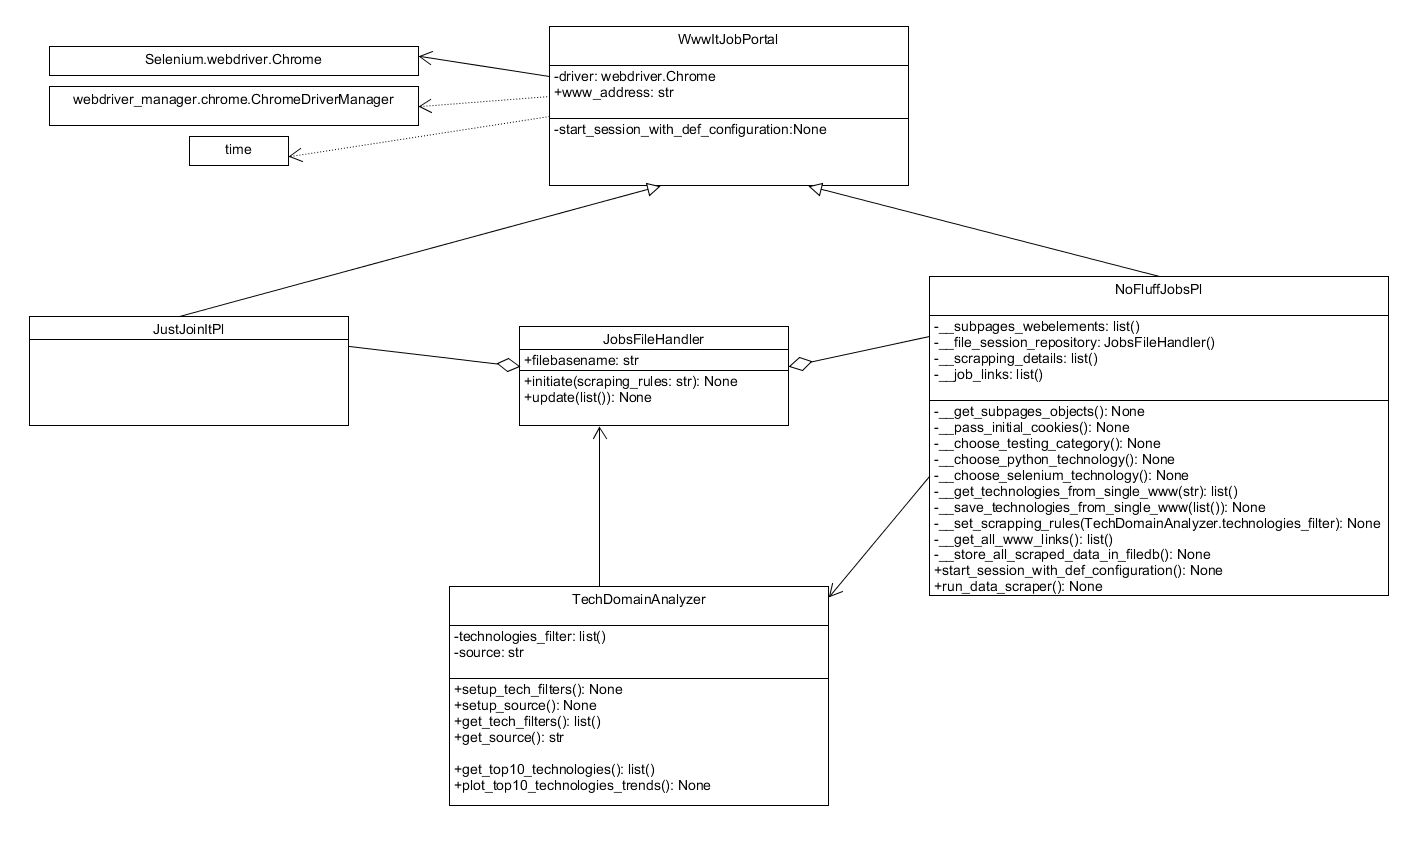 WwwItJobPortal
-driver: webdriver.Chrome
+www_address: str
-start_session_with_def_configuration:None
Selenium.webdriver.Chrome
webdriver_manager.chrome.ChromeDriverManager
time
JustJoinItPl
JobsFileHandler
+filebasename: str
+initiate(scraping_rules: str): None
+update(list()): None
NoFluffJobsPl
-__subpages_webelements: list()
-__file_session_repository: JobsFileHandler()
-__scrapping_details: list()
-__job_links: list()
-__get_subpages_objects(): None
-__pass_initial_cookies(): None
-__choose_testing_category(): None
-__choose_python_technology(): None
-__choose_selenium_technology(): None
-__get_technologies_from_single_www(str): list()
-__save_technologies_from_single_www(list()): None
-__set_scrapping_rules(TechDomainAnalyzer.technologies_filter): None
-__get_all_www_links(): list()
-__store_all_scraped_data_in_filedb(): None
+start_session_with_def_configuration(): None
+run_data_scraper(): None
TechDomainAnalyzer
-technologies_filter: list()
-source: str
+setup_tech_filters(): None
+setup_source(): None
+get_tech_filters(): list()
+get_source(): str
+get_top10_technologies(): list()
+plot_top10_technologies_trends(): None